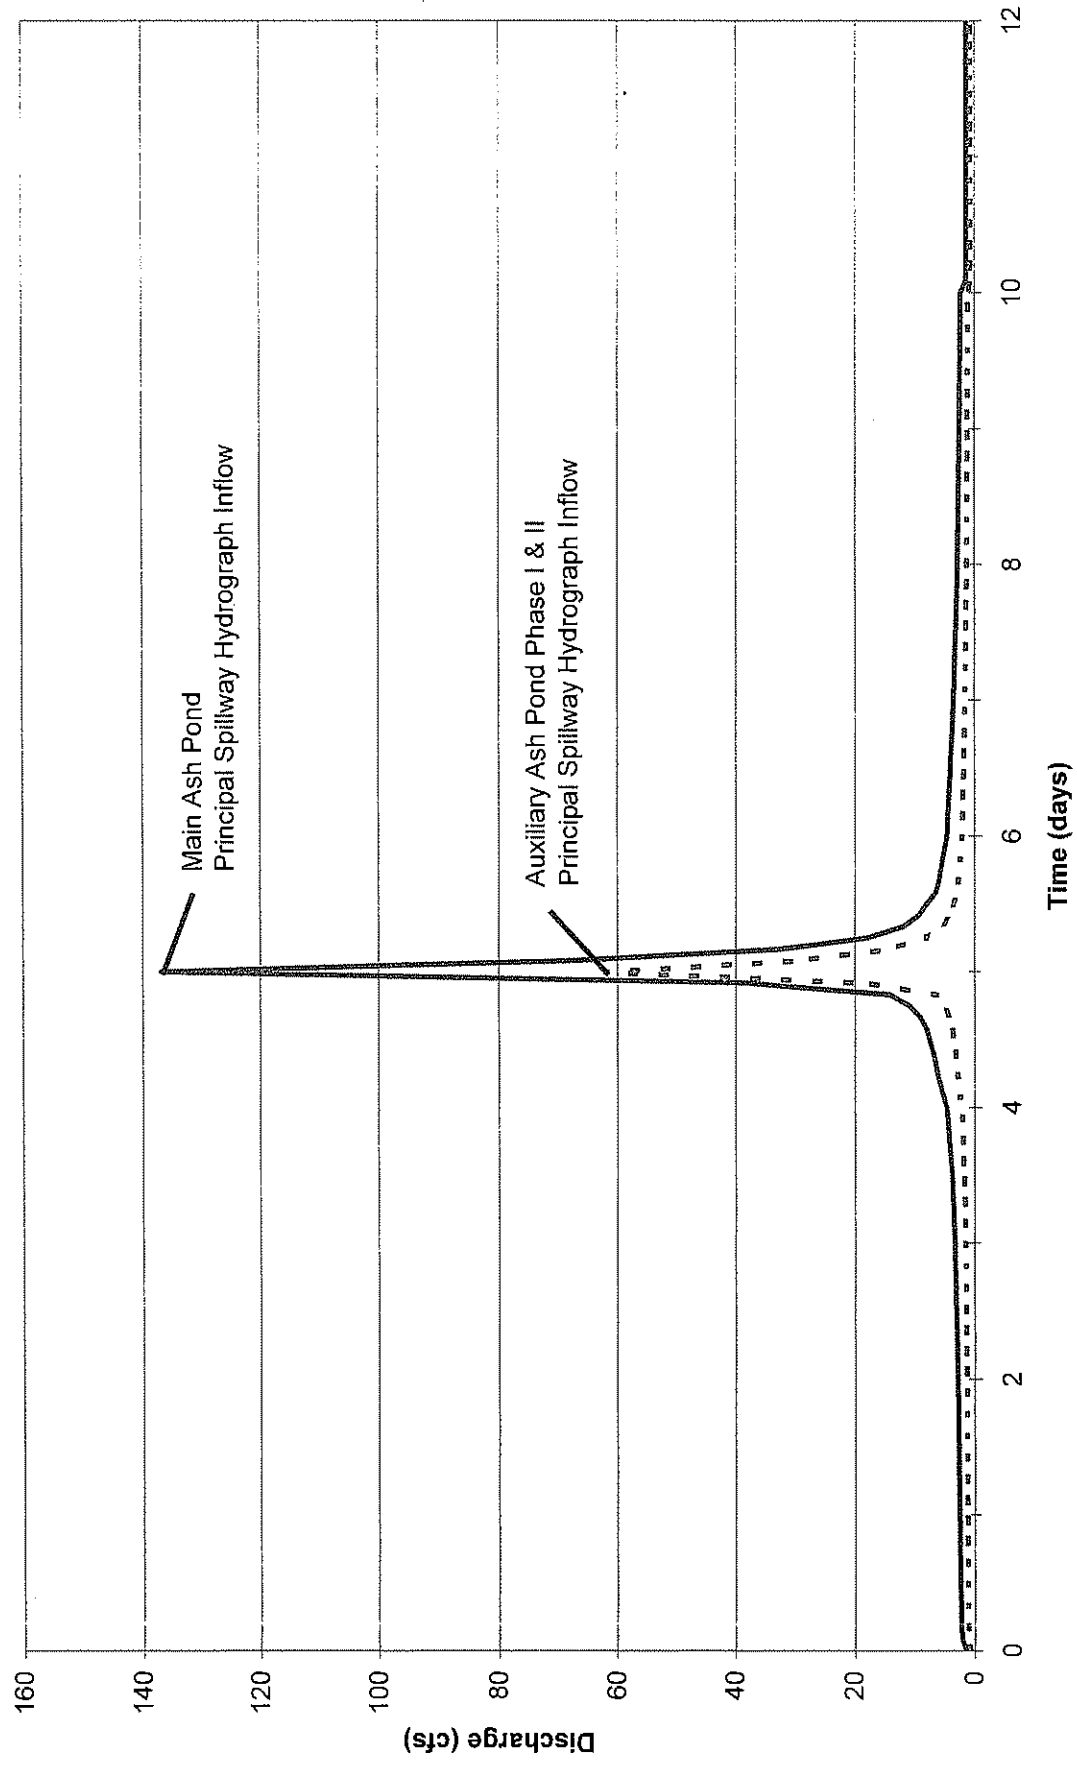 160
140
120
100
80
60
40
20
0
Discharge (cfs)
Main Ash Pond
Principal Spillway Hydrograph Inflow
Auxiliary Ash Pond Phase I & II
Principal Spillway Hydrograph Inflow
0
2
4
6
8
10
12
Time (days)